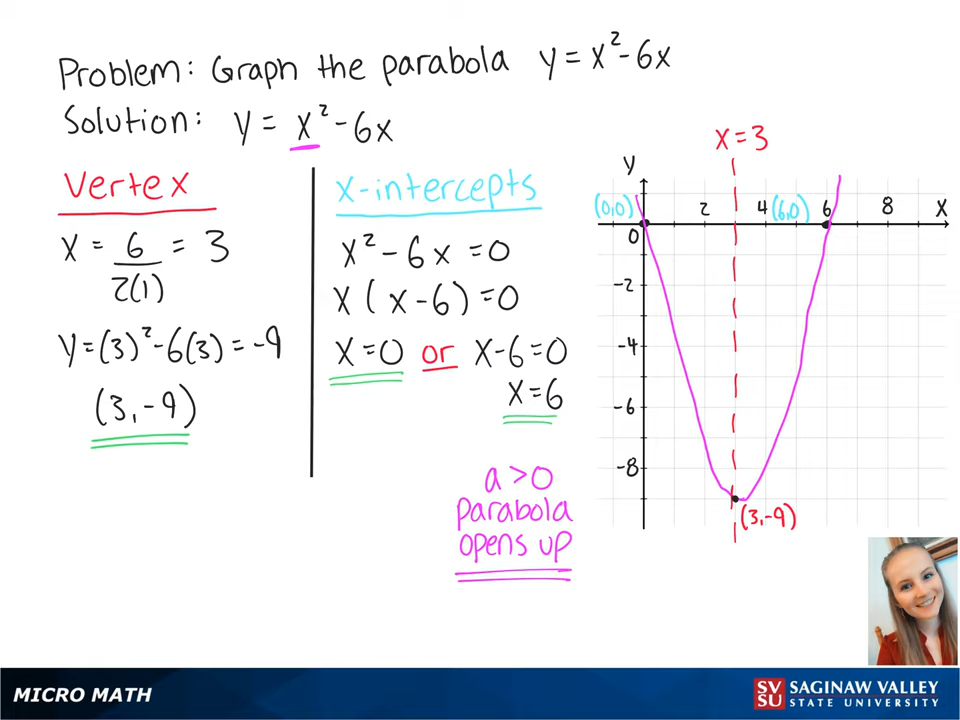 Problem: Graph the parabola y = x² - 6x
Solution: y = x² - 6x
Vertex
x = 6/2(1) = 3
y = (3)² - 6(3) = -9
(3, -9)
x-intercepts
x² - 6x = 0
x(x - 6) = 0
x = 0 or x - 6 = 0
x = 6
a > 0
parabola
opens up
x = 3
y
(0,0) 2 4 (6,0) 6 8 x
0
-2
-4
-6
-8
(3, -9)
MICRO MATH
SV SU SAGINAW VALLEY
STATE UNIVERSITY